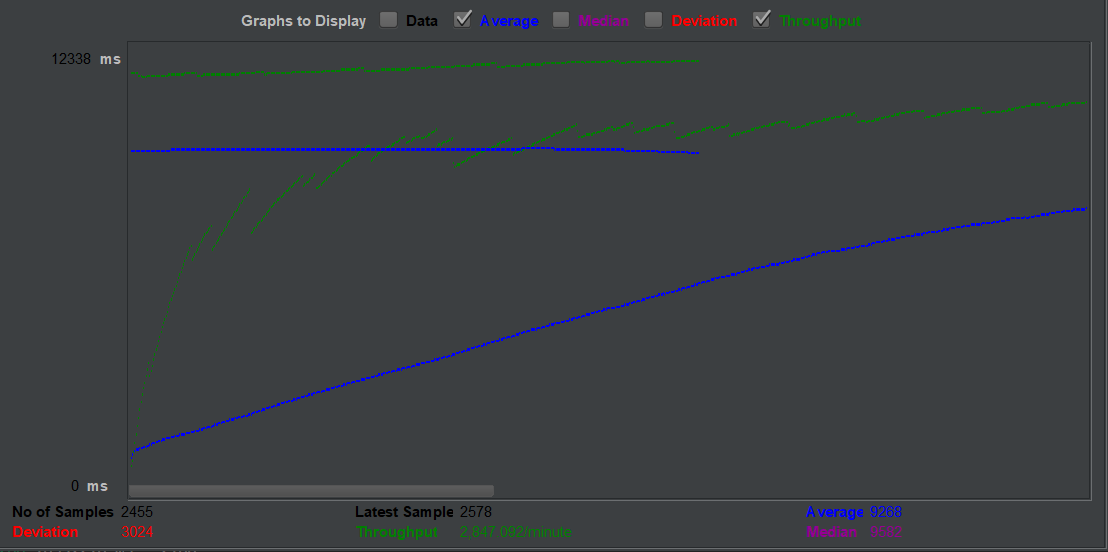 Graphs to Display Data Average Median Deviation Throughput
12338 ms
0 ms
No of Samples 2455 Latest Sample 2578 Average 9268
Deviation 3024 Throughput 2,847.092/minute Median 9582